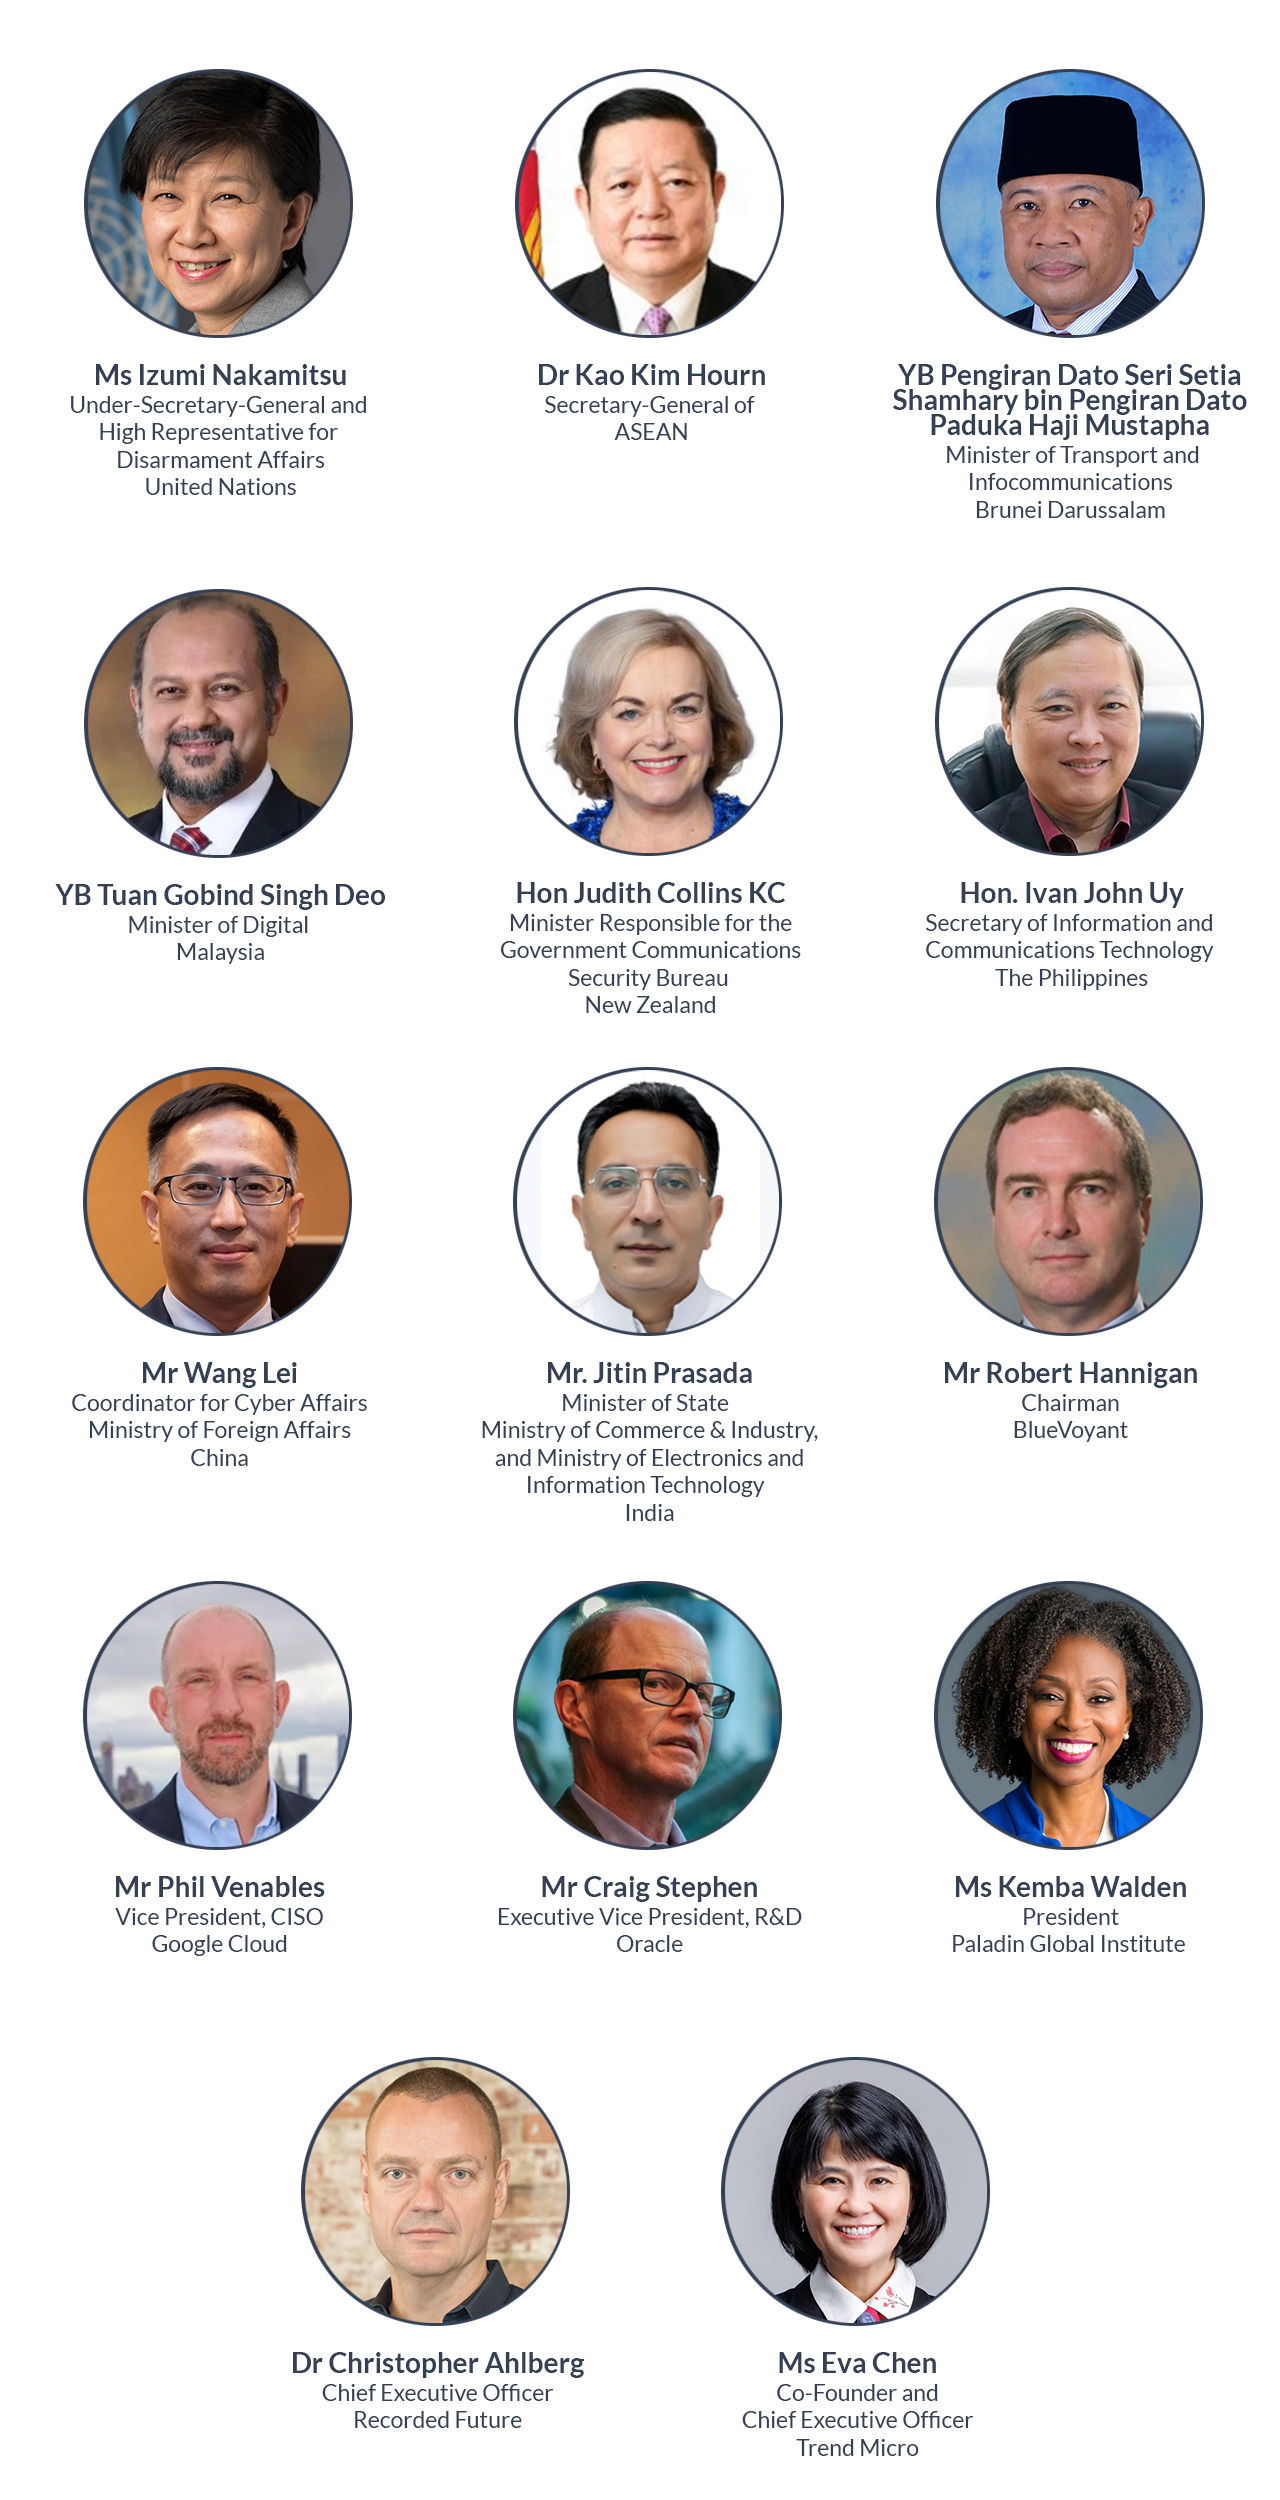 Ms Izumi Nakamitsu
Under-Secretary-General and
High Representative for
Disarmament Affairs
United Nations
Dr Kao Kim Hourn
Secretary-General of
ASEAN
YB Pengiran Dato Seri Setia
Shamhary bin Pengiran Dato
Paduka Haji Mustapha
Minister of Transport and
Infocommunications
Brunei Darussalam
YB Tuan Gobind Singh Deo
Minister of Digital
Malaysia
Hon Judith Collins KC
Minister Responsible for the
Government Communications
Security Bureau
New Zealand
Hon. Ivan John Uy
Secretary of Information and
Communications Technology
The Philippines
Mr Wang Lei
Coordinator for Cyber Affairs
Ministry of Foreign Affairs
China
Mr. Jitin Prasada
Minister of State
Ministry of Commerce & Industry,
and Ministry of Electronics and
Information Technology
India
Mr Robert Hannigan
Chairman
BlueVoyant
Mr Phil Venables
Vice President, CISO
Google Cloud
Mr Craig Stephen
Executive Vice President, R&D
Oracle
Ms Kemba Walden
President
Paladin Global Institute
Dr Christopher Ahlberg
Chief Executive Officer
Recorded Future
Ms Eva Chen
Co-Founder and
Chief Executive Officer
Trend Micro